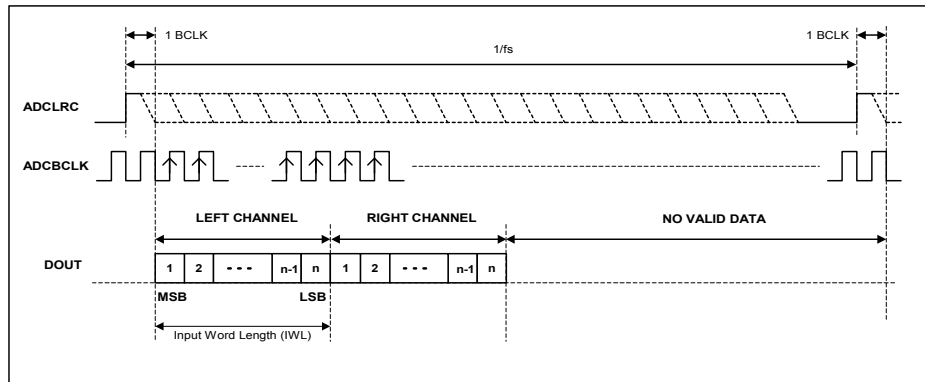 1 BCLK
1 BCLK
1/fs
ADCLRC
ADCBCLK
LEFT CHANNEL
RIGHT CHANNEL
NO VALID DATA
DOUT
1 2 n-1 n 1 2 n-1 n
MSB
LSB
Input Word Length (IWL)